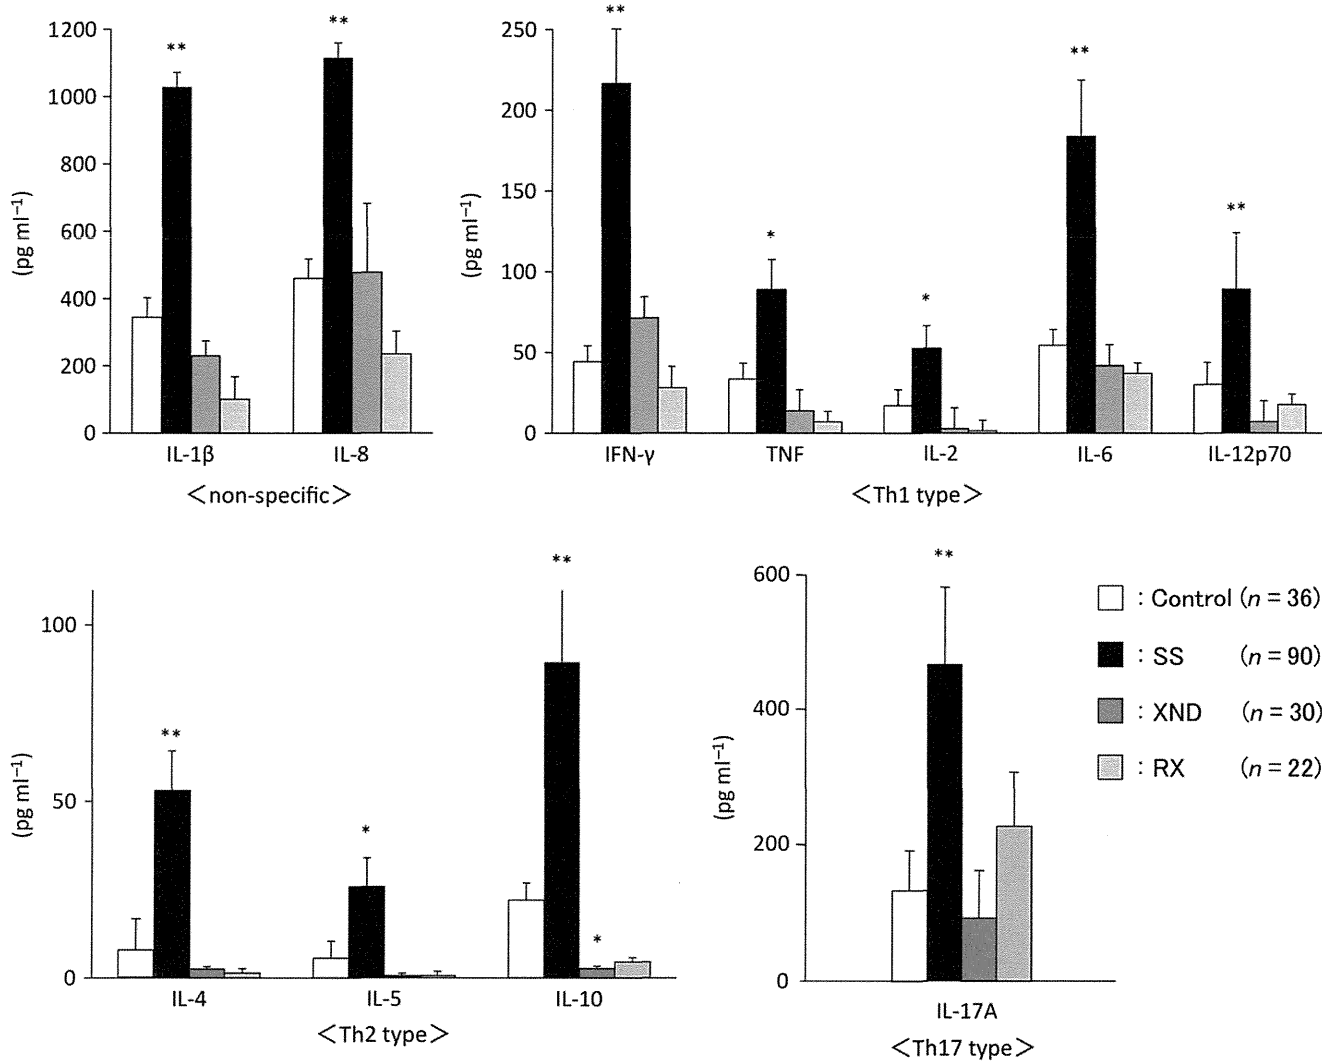 1200
1000
800
600
400
200
0
(pg ml⁻¹)
**
**
IL-1β IL-8
<non-specific>
250
200
150
100
50
0
(pg ml⁻¹)
**
*
*
**
**
IFN-γ TNF IL-2 IL-6 IL-12p70
<Th1 type>
100
50
0
(pg ml⁻¹)
**
*
**
*
IL-4 IL-5 IL-10
<Th2 type>
600
400
200
0
(pg ml⁻¹)
**
IL-17A
<Th17 type>
: Control (n = 36)
: SS (n = 90)
: XND (n = 30)
: RX (n = 22)